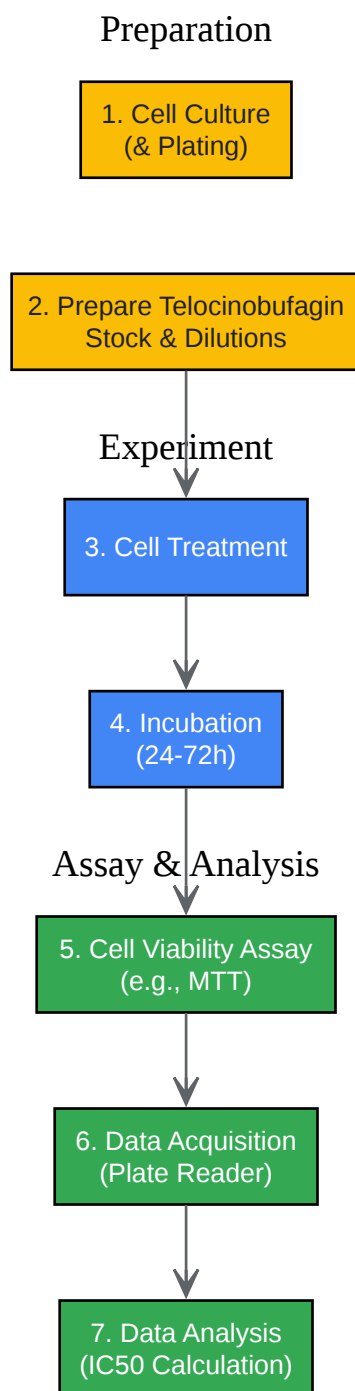 Preparation
1. Cell Culture
(& Plating)
2. Prepare Telocinobufagin
Stock & Dilutions
Experiment
3. Cell Treatment
4. Incubation
(24-72h)
Assay & Analysis
5. Cell Viability Assay
(e.g., MTT)
6. Data Acquisition
(Plate Reader)
7. Data Analysis
(IC50 Calculation)